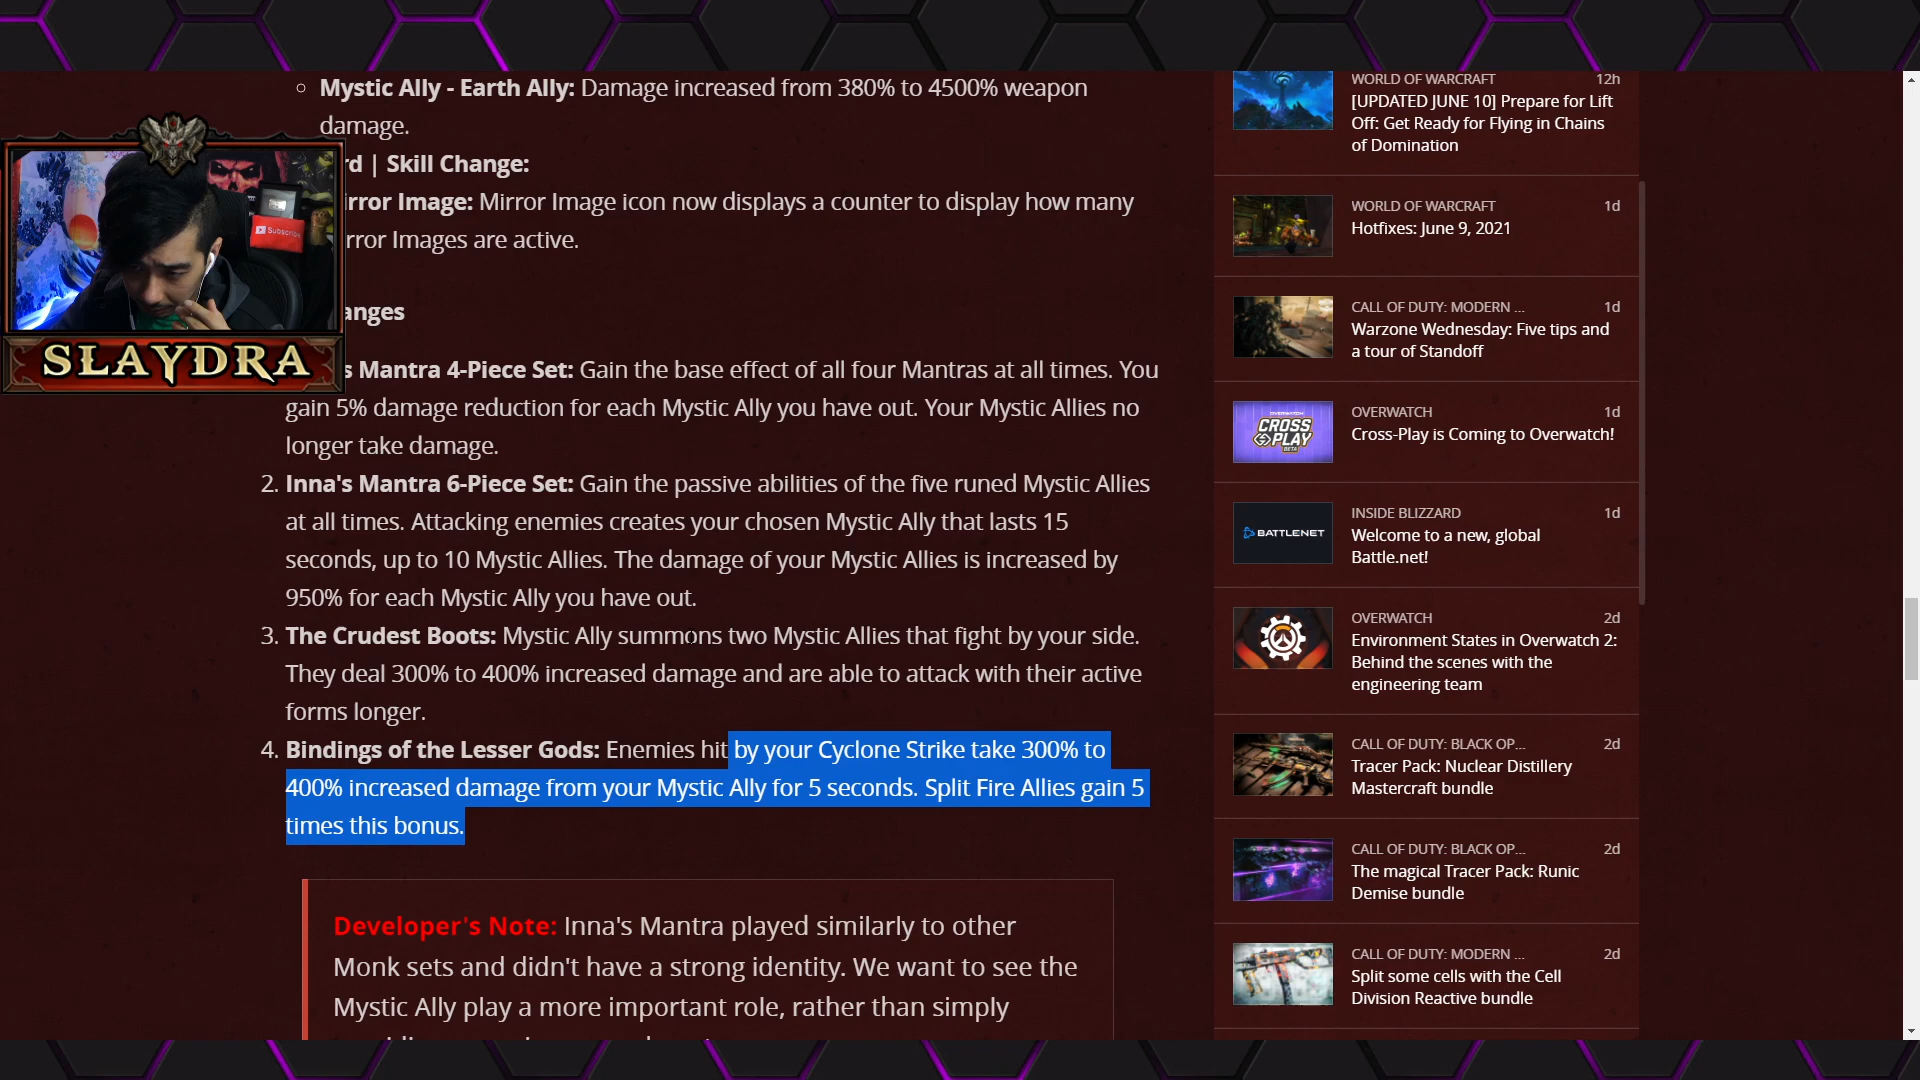 Mystic Ally - Earth Ally: Damage increased from 380% to 4500% weapon
damage.
rd | Skill Change:
rror Image: Mirror Image icon now displays a counter to display how many
rror Images are active.
anges
s Mantra 4-Piece Set: Gain the base effect of all four Mantras at all times. You
gain 5% damage reduction for each Mystic Ally you have out. Your Mystic Allies no
longer take damage.
2. Inna's Mantra 6-Piece Set: Gain the passive abilities of the five runed Mystic Allies
at all times. Attacking enemies creates your chosen Mystic Ally that lasts 15
seconds, up to 10 Mystic Allies. The damage of your Mystic Allies is increased by
950% for each Mystic Ally you have out.
3. The Crudest Boots: Mystic Ally summons two Mystic Allies that fight by your side.
They deal 300% to 400% increased damage and are able to attack with their active
forms longer.
4. Bindings of the Lesser Gods: Enemies hit by your Cyclone Strike take 300% to
400% increased damage from your Mystic Ally for 5 seconds. Split Fire Allies gain 5
times this bonus.
Developer's Note: Inna's Mantra played similarly to other
Monk sets and didn't have a strong identity. We want to see the
Mystic Ally play a more important role, rather than simply
Subscribe
SLAYDRA
WORLD OF WARCRAFT 12h
[UPDATED JUNE 10] Prepare for Lift
Off: Get Ready for Flying in Chains
of Domination
WORLD OF WARCRAFT 1d
Hotfixes: June 9, 2021
CALL OF DUTY: MODERN ... 1d
Warzone Wednesday: Five tips and
a tour of Standoff
OVERWATCH
CROSS
PLAY
BETA
OVERWATCH 1d
Cross-Play is Coming to Overwatch!
BATTLENET
INSIDE BLIZZARD 1d
Welcome to a new, global
Battle.net!
OVERWATCH 2d
Environment States in Overwatch 2:
Behind the scenes with the
engineering team
CALL OF DUTY: BLACK OP... 2d
Tracer Pack: Nuclear Distillery
Mastercraft bundle
CALL OF DUTY: BLACK OP... 2d
The magical Tracer Pack: Runic
Demise bundle
CALL OF DUTY: MODERN ... 2d
Split some cells with the Cell
Division Reactive bundle